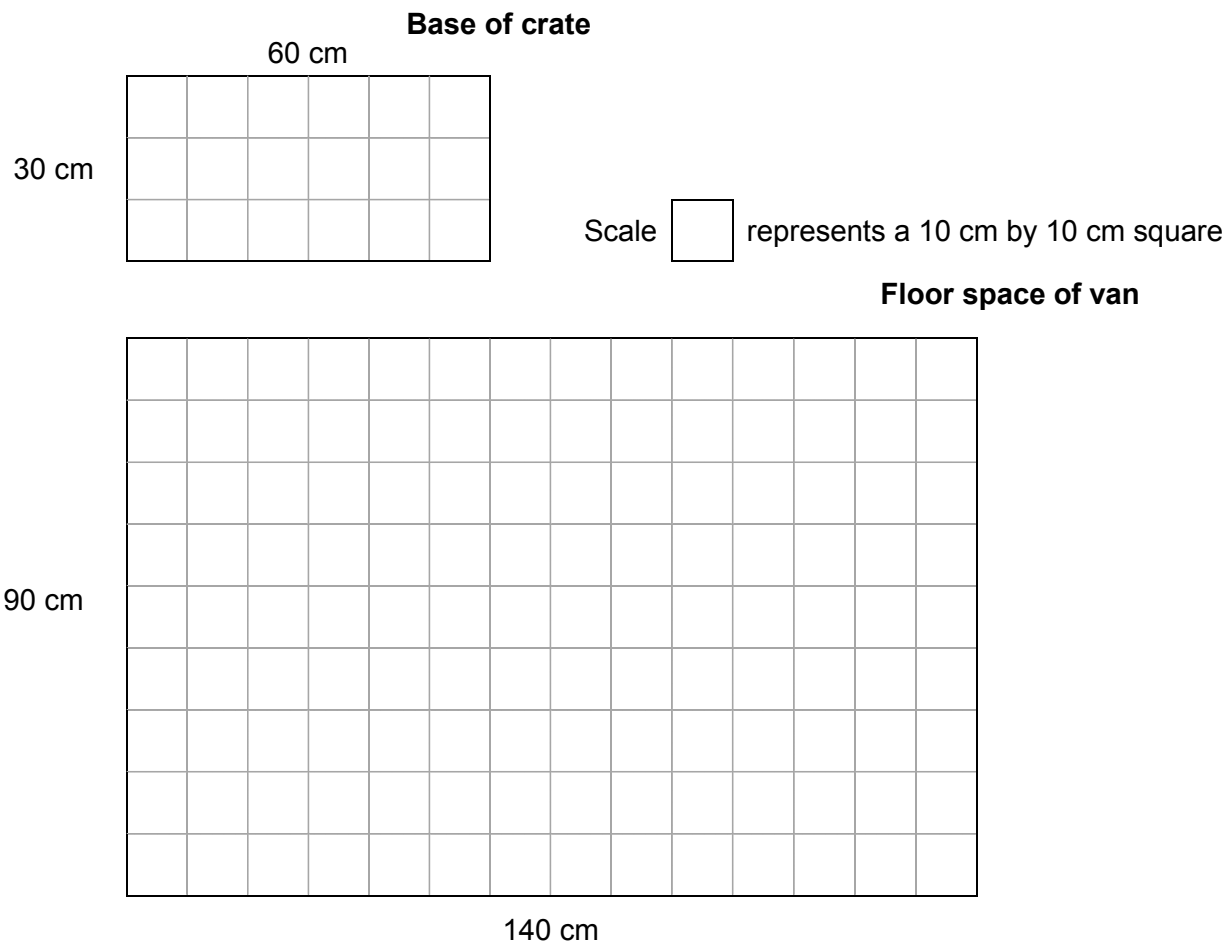 Base of crate
60 cm
30 cm
Scale represents a 10 cm by 10 cm square
Floor space of van
90 cm
140 cm